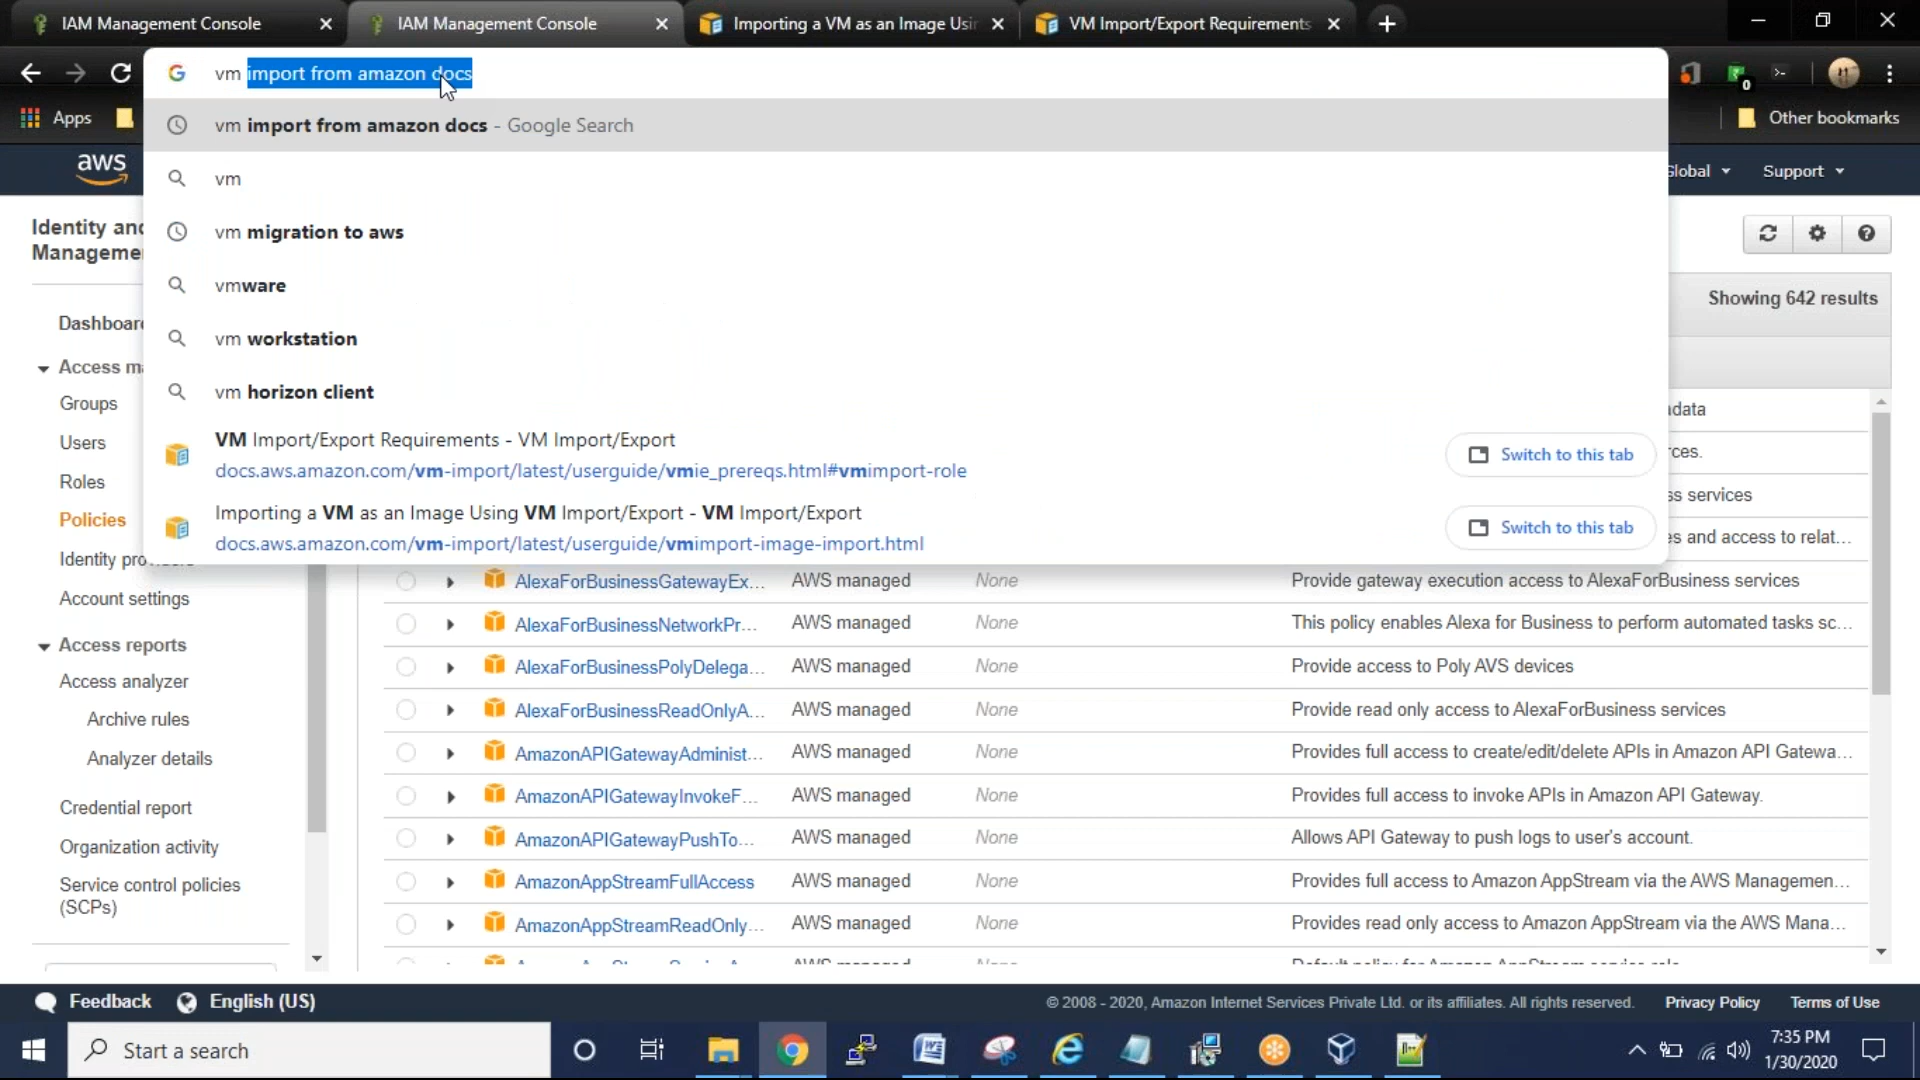 IAM Management Console
IAM Management Console
Importing a VM as an Image Usin
VM Import/Export Requirements
vm import from amazon docs
0
Apps
Other bookmarks
vm import from amazon docs - Google Search
vm
vm migration to aws
vmware
vm workstation
vm horizon client
VM Import/Export Requirements - VM Import/Export
docs.aws.amazon.com/vm-import/latest/userguide/vmie_prereqs.html#vmimport-role
Switch to this tab
Importing a VM as an Image Using VM Import/Export - VM Import/Export
docs.aws.amazon.com/vm-import/latest/userguide/vmimport-image-import.html
Switch to this tab
aws
Global
Support
Identity and
Manageme
Showing 642 results
Dashboard
Access m
Groups
Users
Roles
Policies
Identity pro
Account settings
Access reports
Access analyzer
Archive rules
Analyzer details
Credential report
Organization activity
Service control policies
(SCPs)
adata
rces.
ss services
es and access to relat...
AlexaForBusinessGatewayEx... AWS managed None Provide gateway execution access to AlexaForBusiness services
AlexaForBusinessNetworkPr... AWS managed None This policy enables Alexa for Business to perform automated tasks sc...
AlexaForBusinessPolyDelega... AWS managed None Provide access to Poly AVS devices
AlexaForBusinessReadOnlyA... AWS managed None Provide read only access to AlexaForBusiness services
AmazonAPIGatewayAdminist... AWS managed None Provides full access to create/edit/delete APIs in Amazon API Gatewa...
AmazonAPIGatewayInvokeF... AWS managed None Provides full access to invoke APIs in Amazon API Gateway.
AmazonAPIGatewayPushTo... AWS managed None Allows API Gateway to push logs to user's account.
AmazonAppStreamFullAccess AWS managed None Provides full access to Amazon AppStream via the AWS Managemen...
AmazonAppStreamReadOnly... AWS managed None Provides read only access to Amazon AppStream via the AWS Mana...
Feedback
English (US)
© 2008 - 2020, Amazon Internet Services Private Ltd. or its affiliates. All rights reserved.
Privacy Policy
Terms of Use
Start a search
7:35 PM
1/30/2020